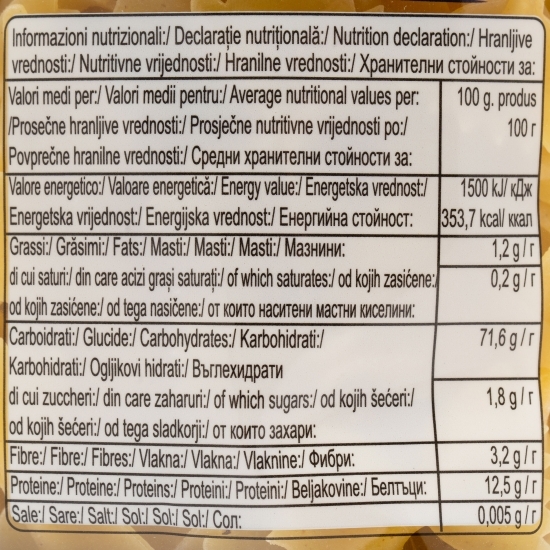 Informazioni nutrizionali:/ Declarație nutrițională:/ Nutrition declaration:/ Hranljive
vrednosti:/ Nutritivne vrijednosti:/ Hranilne vrednosti:/ Хранителни стойности за:
Valori medi per:/ Valori medii pentru:/ Average nutritional values per: 100 g. produs
/Prosečne hranljive vrednosti:/ Prosječne nutritivne vrijednosti po:/ 100 г
Povprečne hranilne vrednosti:/ Средни хранителни стойности за:
Valore energetico:/ Valoare energetică:/ Energy value:/ Energetska vrednost:/ 1500 kJ/ кДж
Energetska vrijednost:/ Energijska vrednost:/ Енергийна стойност: 353,7 kcal/ ккал
Grassi:/ Grăsimi:/ Fats:/ Masti:/ Masti:/ Masti:/ Мазнини: 1,2 g/г
di cui saturi:/ din care acizi grași saturați:/ of which saturates:/ od kojih zasićene:/ 0,2 g/г
od kojih zasićene:/ od tega nasičene:/ от които наситени мастни киселини:
Carboidrati:/ Glucide:/ Carbohydrates:/ Karbohidrati:/ 71,6 g/г
Karbohidrati:/ Ogljikovi hidrati:/ Въглехидрати
di cui zuccheri:/ din care zaharuri:/ of which sugars:/ od kojih šećeri:/ 1,8 g/г
od kojih šećeri:/ od tega sladkorji:/ от които захари:
Fibre:/ Fibre:/ Fibres:/ Vlakna:/ Vlakna:/ Vlaknine:/ Фибри: 3,2 g/г
Proteine:/ Proteine:/ Proteins:/ Proteini:/ Proteini:/ Beljakovine:/ Белтъци: 12,5 g/г
Sale:/ Sare:/ Salt:/ Sol:/ Sol:/ Sol:/ Сол: 0,005 g/г